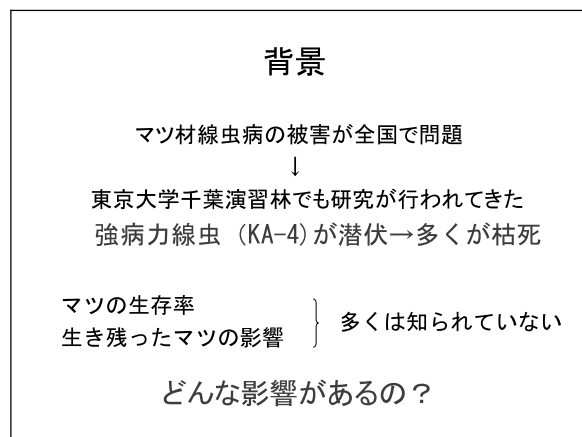 背景
マツ材線虫病の被害が全国で問題
↓
東京大学千葉演習林でも研究が行われてきた
強病力線虫（KA-4）が潜伏→多くが枯死
マツの生存率
生き残ったマツの影響
多くは知られていない
どんな影響があるの？